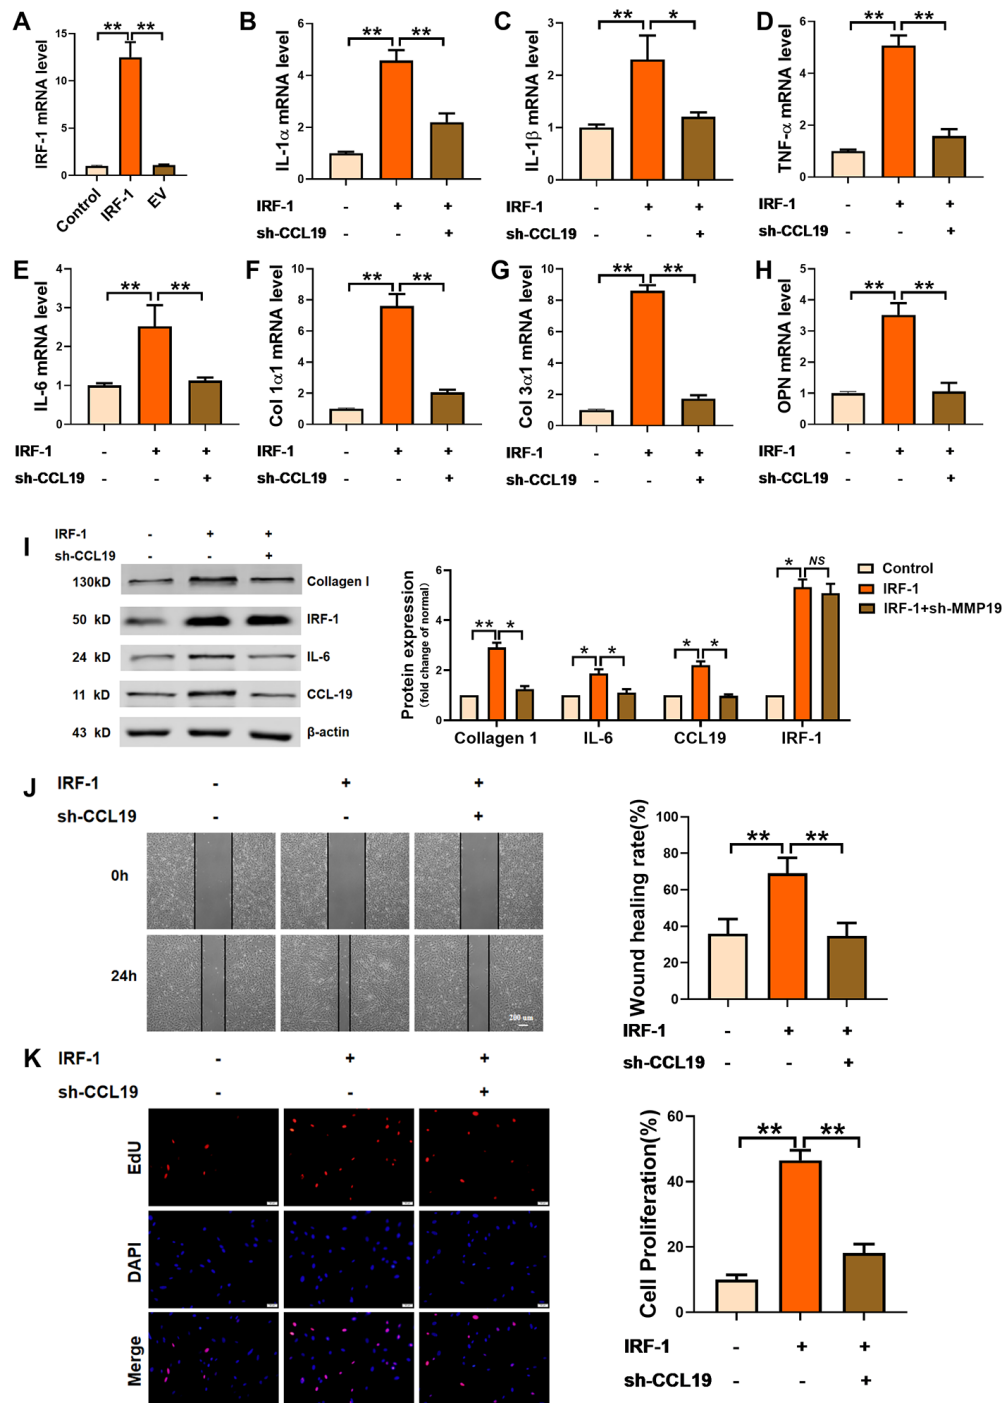 A
IRF-1 mRNA level
15
10
5
0
** **
Control
IRF-1
EV
B
IL-1α mRNA level
6
4
2
0
** **
IRF-1 - + +
sh-CCL19 - - +
C
IL-1β mRNA level
3
2
1
0
** *
IRF-1 - + +
sh-CCL19 - - +
D
TNF-α mRNA level
6
4
2
0
** **
IRF-1 - + +
sh-CCL19 - - +
E
IL-6 mRNA level
4
3
2
1
0
** **
IRF-1 - + +
sh-CCL19 - - +
F
Col 1α1 mRNA level
10
8
6
4
2
0
** **
IRF-1 - + +
sh-CCL19 - - +
G
Col 3α1 mRNA level
10
8
6
4
2
0
** **
IRF-1 - + +
sh-CCL19 - - +
H
OPN mRNA level
5
4
3
2
1
0
** **
IRF-1 - + +
sh-CCL19 - - +
I
IRF-1 - + +
sh-CCL19 - - +
130kD Collagen I
50 kD IRF-1
24 kD IL-6
11 kD CCL-19
43 kD β-actin
Protein expression
(fold change of normal)
6
4
2
0
** *
* *
* *
* NS
Collagen 1 IL-6 CCL19 IRF-1
Control
IRF-1
IRF-1+sh-MMP19
J
IRF-1 - + +
sh-CCL19 - - +
0h
24h
200 um
Wound healing rate(%)
100
80
60
40
20
0
** **
IRF-1 - + +
sh-CCL19 - - +
K
IRF-1 - + +
sh-CCL19 - - +
EdU
DAPI
Merge
Cell Proliferation(%)
60
40
20
0
** **
IRF-1 - + +
sh-CCL19 - - +